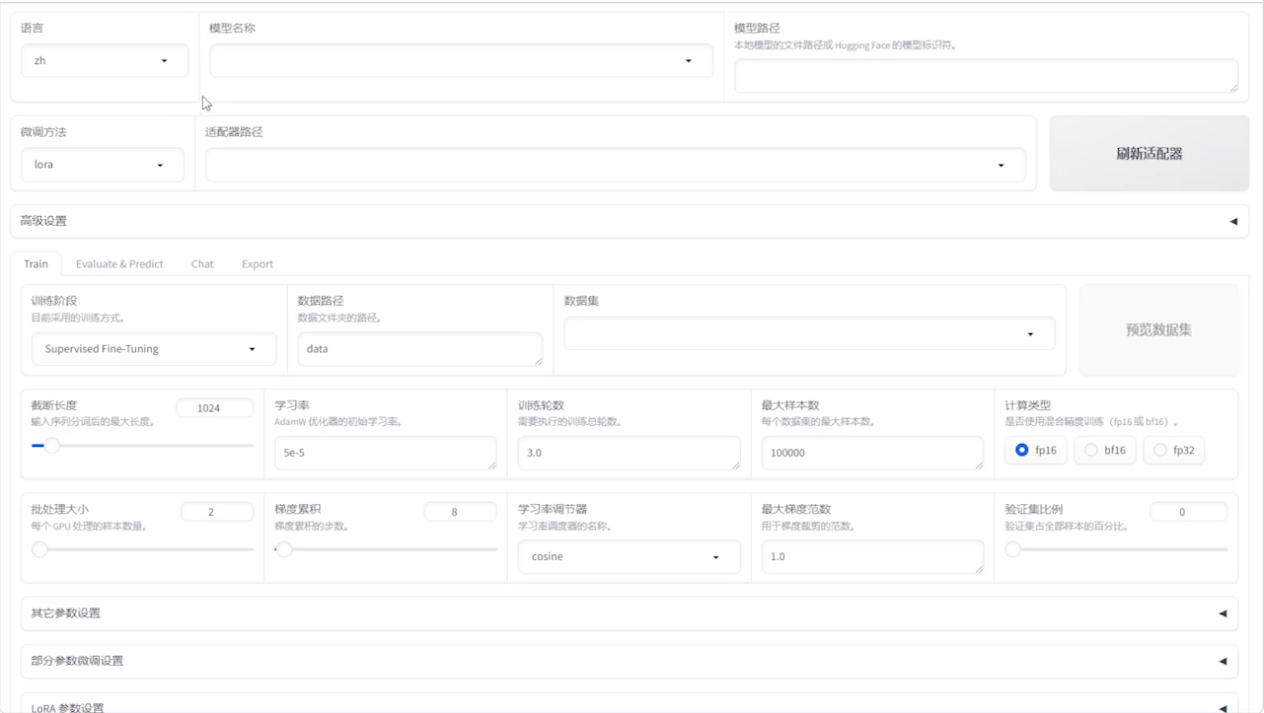 语言
zh
模型名称
模型路径
本地模型的文件路径或 Hugging Face 的模型标识符。
微调方法
lora
适配器路径
刷新适配器
高级设置
Train
Evaluate & Predict
Chat
Export
训练阶段
目前采用的训练方式。
Supervised Fine-Tuning
数据路径
数据文件夹的路径。
data
数据集
预览数据集
截断长度
1024
输入序列分词后的最大长度。
学习率
AdamW 优化器的初始学习率。
5e-5
训练轮数
需要执行的训练总轮数。
3.0
最大样本数
每个数据集的最大样本数。
100000
计算类型
是否使用混合精度训练（fp16 或 bf16）。
fp16
bf16
fp32
批处理大小
2
每个 GPU 处理的样本数量。
梯度累积
8
梯度累积的步数。
学习率调节器
学习率调度器的名称。
cosine
最大梯度范数
用于梯度裁剪的范数。
1.0
验证集比例
0
验证集占全部样本的百分比。
其它参数设置
部分参数微调设置
LoRA 参数设置